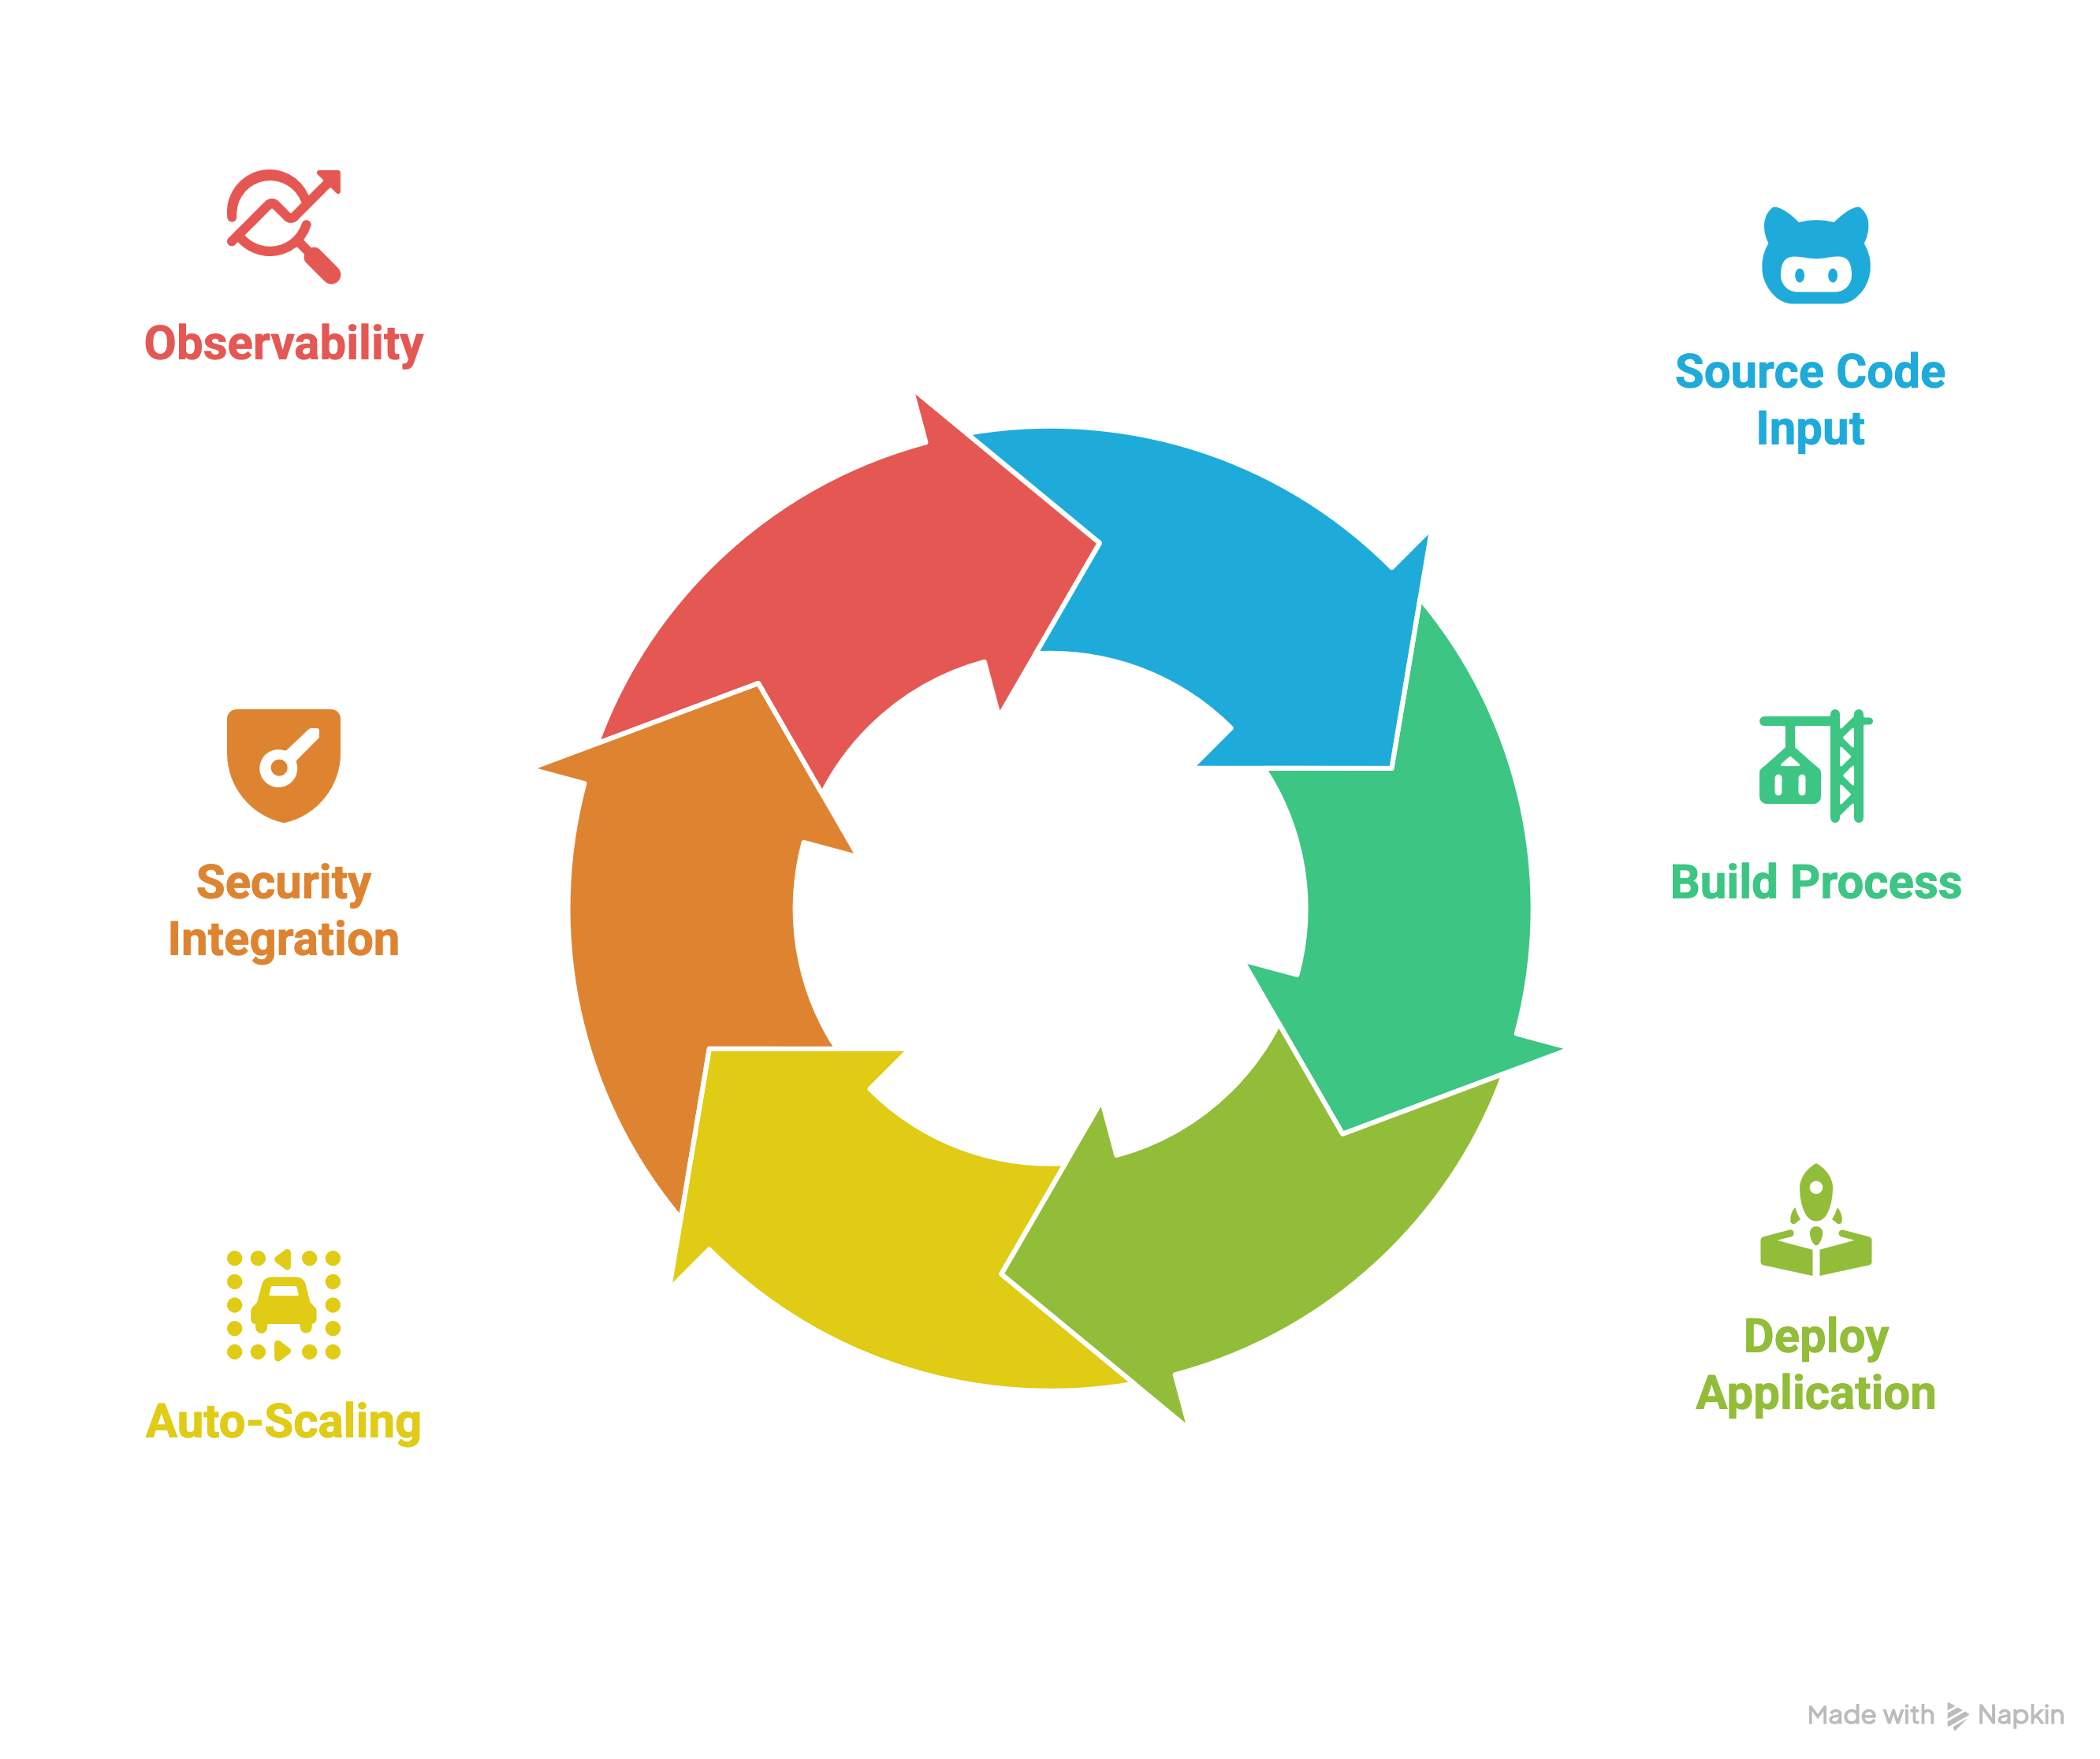 Observability
Source Code
Input
Security
Integration
Build Process
Deploy
Application
Auto-Scaling
Made with Napkin